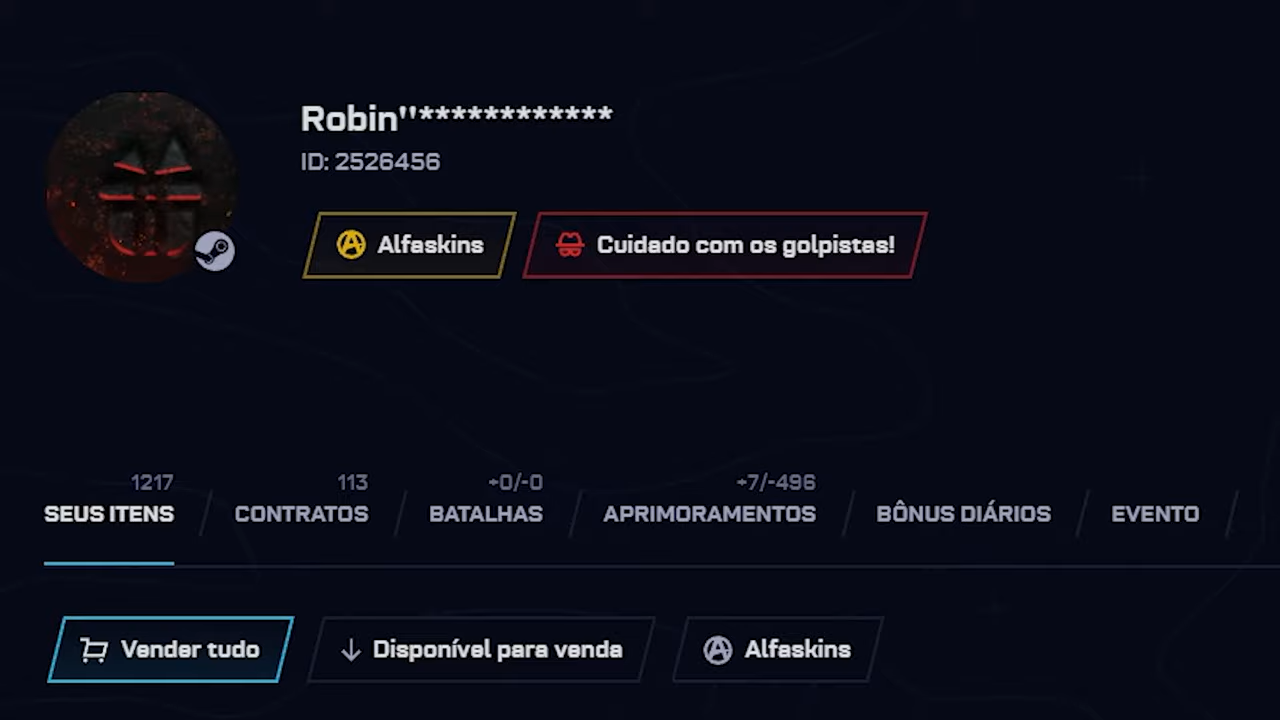 Robin''************
ID: 2526456
Alfaskins Cuidado com os golpistas!
1217 113 +0/-0 +7/-496
SEUS ITENS CONTRATOS BATALHAS APRIMORAMENTOS BÔNUS DIÁRIOS EVENTO
Vender tudo Disponível para venda Alfaskins